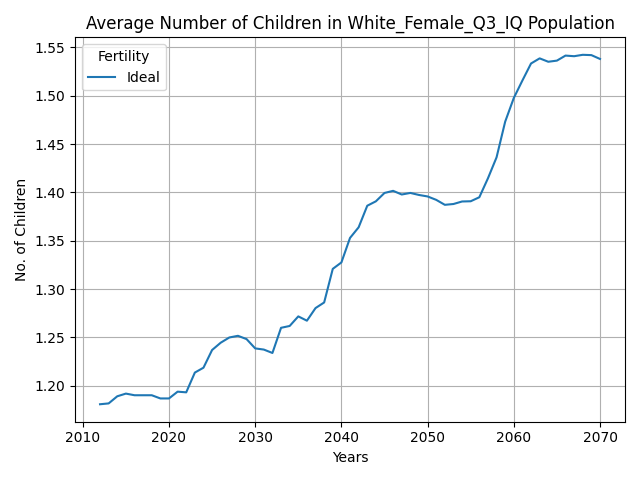 Average Number of Children in White_Female_Q3_IQ Population
Fertility
Ideal
No. of Children
1.55
1.50
1.45
1.40
1.35
1.30
1.25
1.20
2010 2020 2030 2040 2050 2060 2070
Years